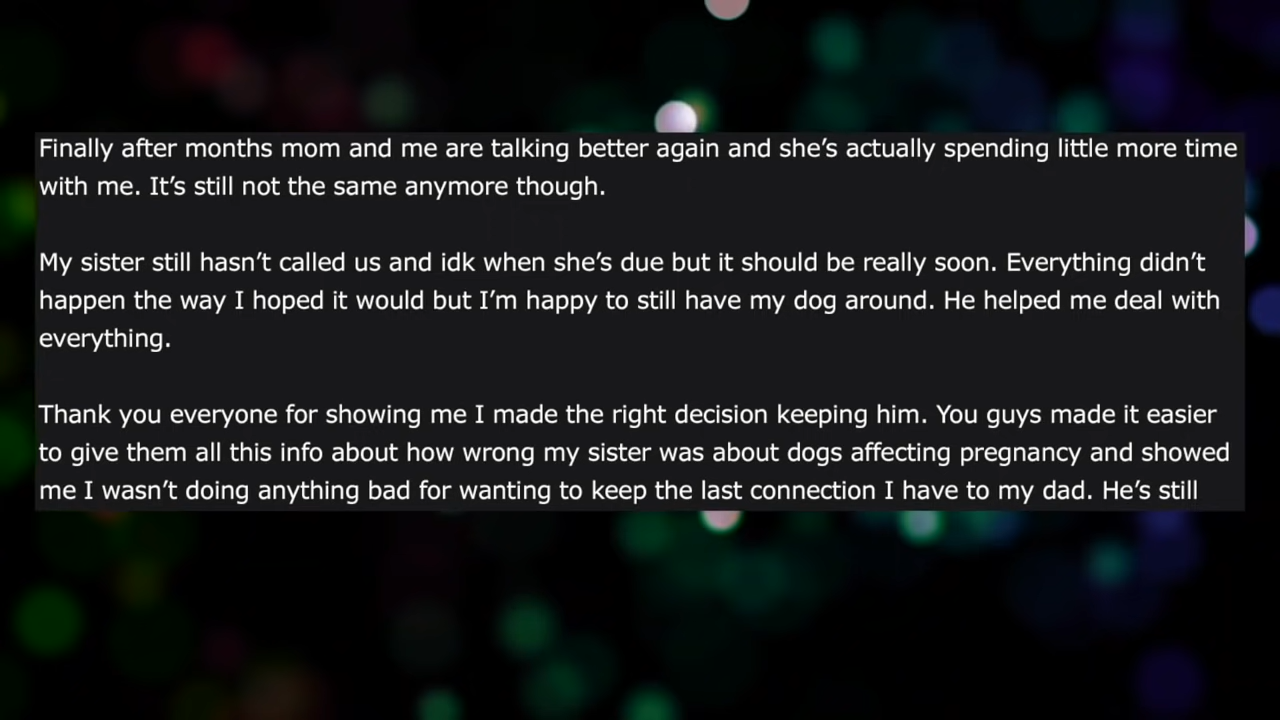 Finally after months mom and me are talking better again and she’s actually spending little more time
with me. It’s still not the same anymore though.
My sister still hasn’t called us and idk when she’s due but it should be really soon. Everything didn’t
happen the way I hoped it would but I’m happy to still have my dog around. He helped me deal with
everything.
Thank you everyone for showing me I made the right decision keeping him. You guys made it easier
to give them all this info about how wrong my sister was about dogs affecting pregnancy and showed
me I wasn’t doing anything bad for wanting to keep the last connection I have to my dad. He’s still